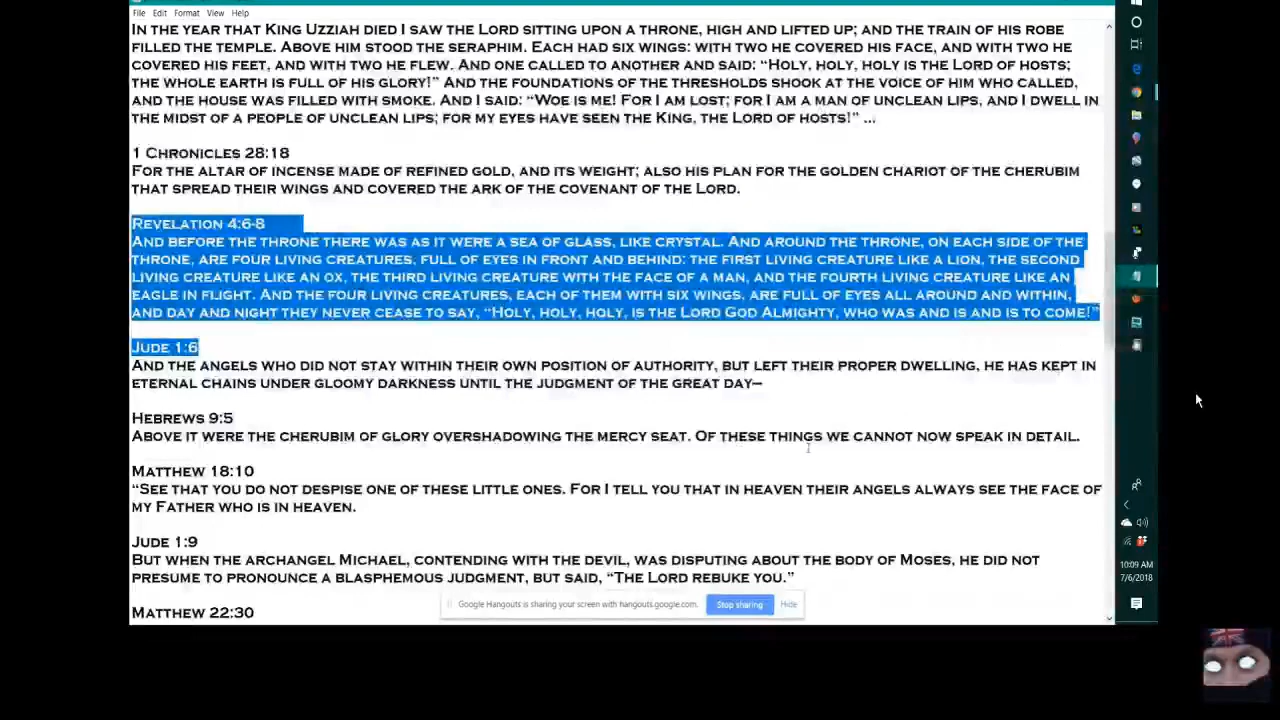 File Edit Format View Help
In the year that King Uzziah died I saw the Lord sitting upon a throne, high and lifted up; and the train of his robe
filled the temple. Above him stood the seraphim. Each had six wings: with two he covered his face, and with two he
covered his feet, and with two he flew. And one called to another and said: “Holy, holy, holy is the Lord of hosts;
the whole earth is full of his glory!” And the foundations of the thresholds shook at the voice of him who called,
and the house was filled with smoke. And I said: “Woe is me! For I am lost; for I am a man of unclean lips, and I dwell in
the midst of a people of unclean lips; for my eyes have seen the King, the Lord of hosts!” ...
1 Chronicles 28:18
For the altar of incense made of refined gold, and its weight; also his plan for the golden chariot of the cherubim
that spread their wings and covered the ark of the covenant of the Lord.
Revelation 4:6-8
And before the throne there was as it were a sea of glass, like crystal. And around the throne, on each side of the
throne, are four living creatures, full of eyes in front and behind: the first living creature like a lion, the second
living creature like an ox, the third living creature with the face of a man, and the fourth living creature like an
eagle in flight. And the four living creatures, each of them with six wings, are full of eyes all around and within,
and day and night they never cease to say, “Holy, holy, holy, is the Lord God Almighty, who was and is and is to come!”
Jude 1:6
And the angels who did not stay within their own position of authority, but left their proper dwelling, he has kept in
eternal chains under gloomy darkness until the judgment of the great day—
Hebrews 9:5
Above it were the cherubim of glory overshadowing the mercy seat. Of these things we cannot now speak in detail.
Matthew 18:10
“See that you do not despise one of these little ones. For I tell you that in heaven their angels always see the face of
my Father who is in heaven.
Jude 1:9
But when the archangel Michael, contending with the devil, was disputing about the body of Moses, he did not
presume to pronounce a blasphemous judgment, but said, “The Lord rebuke you.”
Matthew 22:30
Google Hangouts is sharing your screen with hangouts.google.com. Stop sharing Hide
10:09 AM
7/6/2018